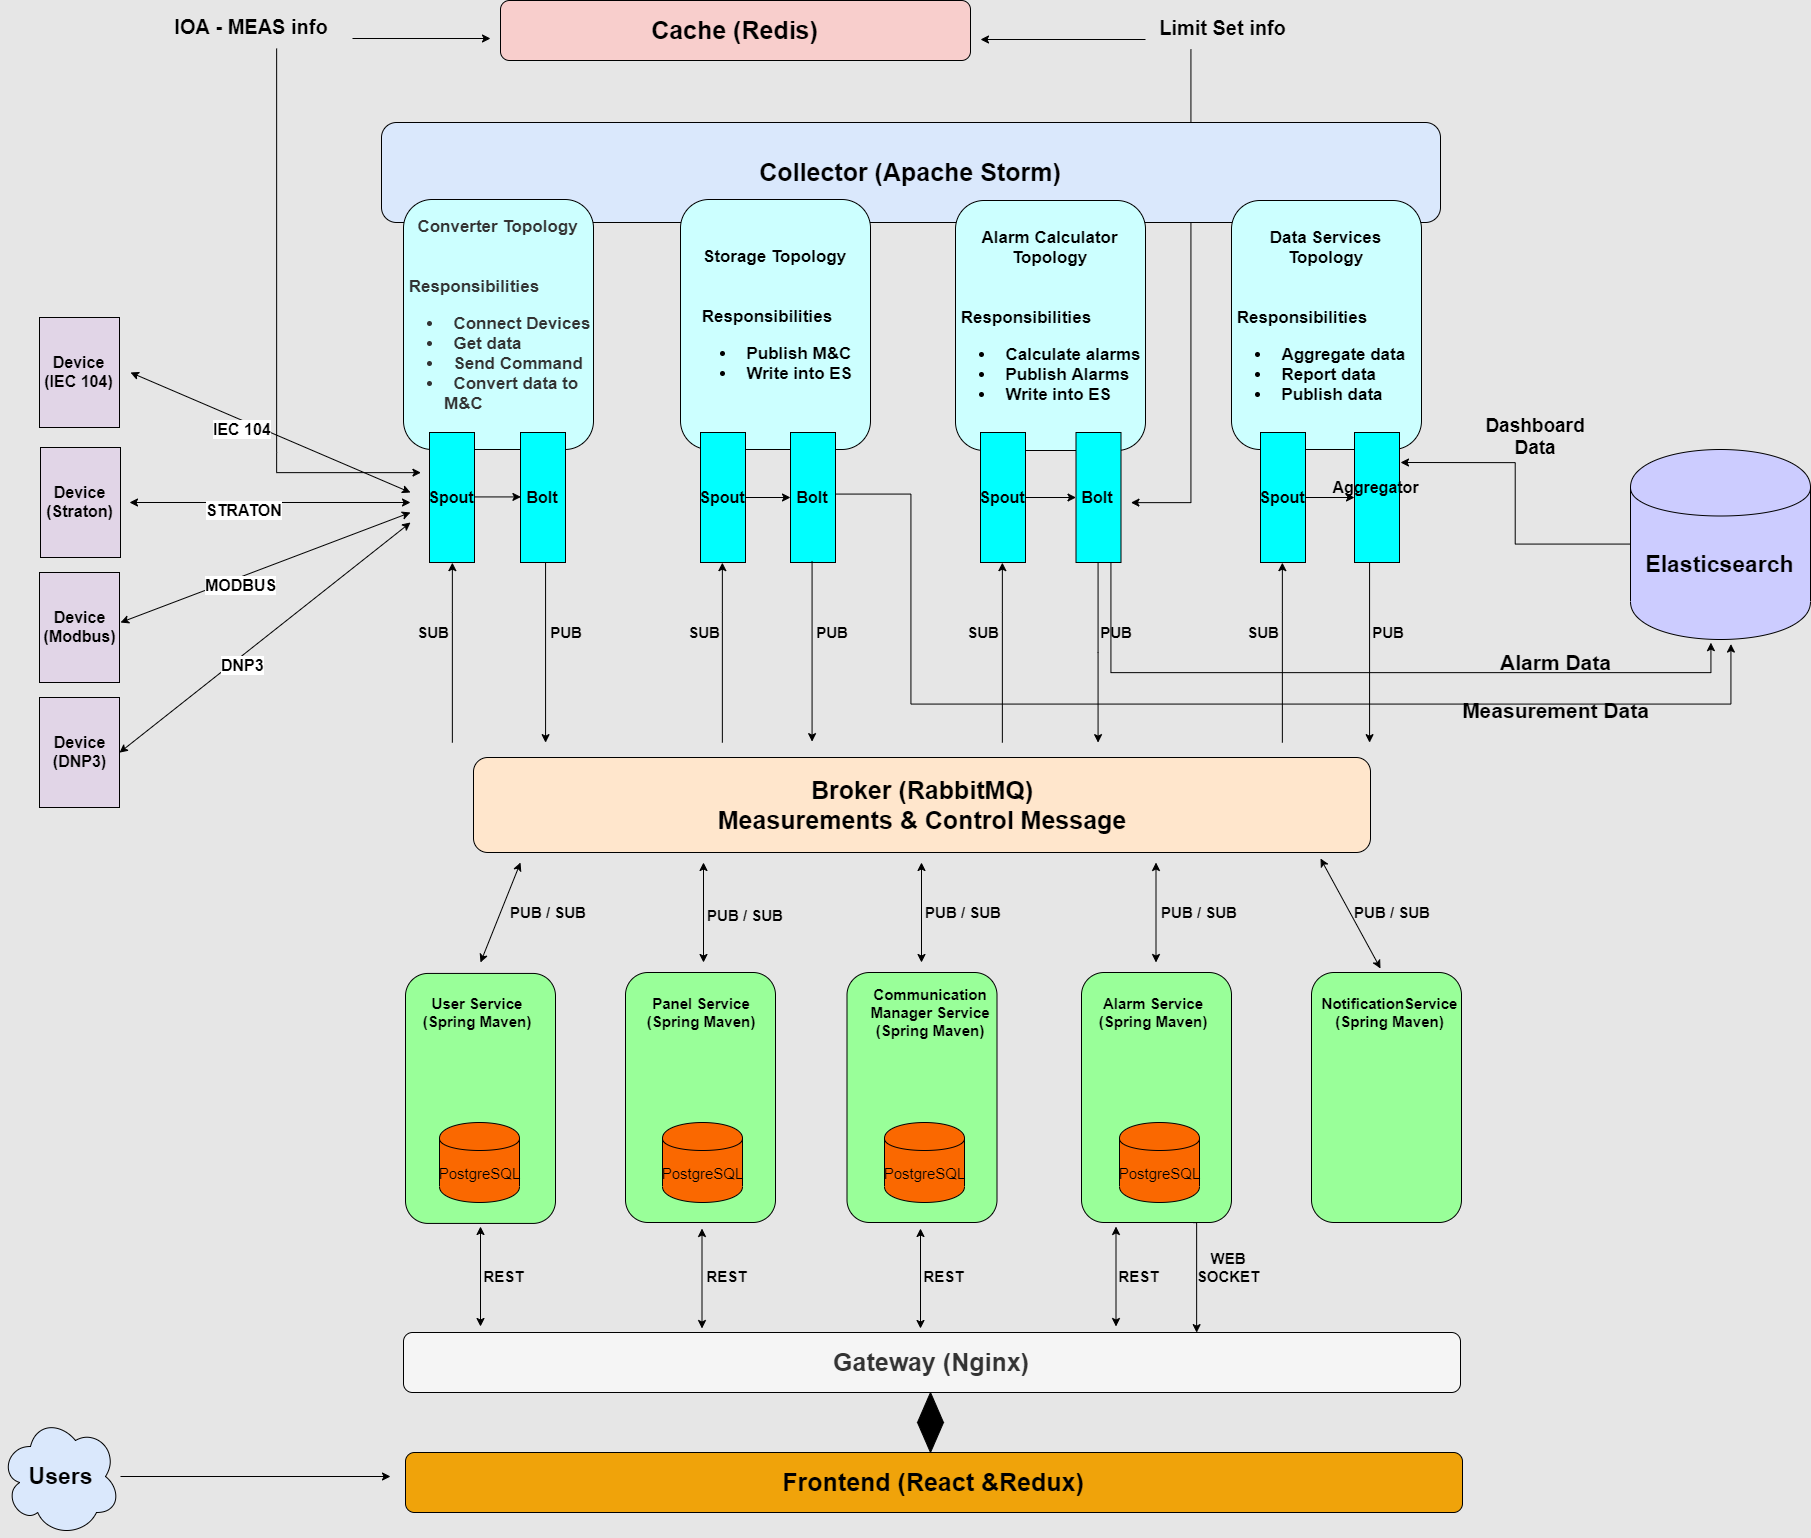 IOA - MEAS info
Cache (Redis)
Limit Set info
Collector (Apache Storm)
Converter Topology
Responsibilities
• Connect Devices
• Get data
• Send Command
• Convert data to
M&C
Storage Topology
Responsibilities
• Publish M&C
• Write into ES
Alarm Calculator
Topology
Responsibilities
• Calculate alarms
• Publish Alarms
• Write into ES
Data Services
Topology
Responsibilities
• Aggregate data
• Report data
• Publish data
Device
(IEC 104)
Device
(Straton)
Device
(Modbus)
Device
(DNP3)
IEC 104
STRATON
MODBUS
DNP3
Spout
Bolt
Spout
Bolt
Spout
Bolt
Spout
Aggregator
Dashboard
Data
Elasticsearch
SUB
PUB
SUB
PUB
SUB
PUB
SUB
PUB
Alarm Data
Measurement Data
Broker (RabbitMQ)
Measurements & Control Message
PUB / SUB
PUB / SUB
PUB / SUB
PUB / SUB
PUB / SUB
User Service
(Spring Maven)
PostgreSQL
Panel Service
(Spring Maven)
PostgreSQL
Communication
Manager Service
(Spring Maven)
PostgreSQL
Alarm Service
(Spring Maven)
PostgreSQL
NotificationService
(Spring Maven)
REST
REST
REST
REST
WEB
SOCKET
Gateway (Nginx)
Users
Frontend (React &Redux)